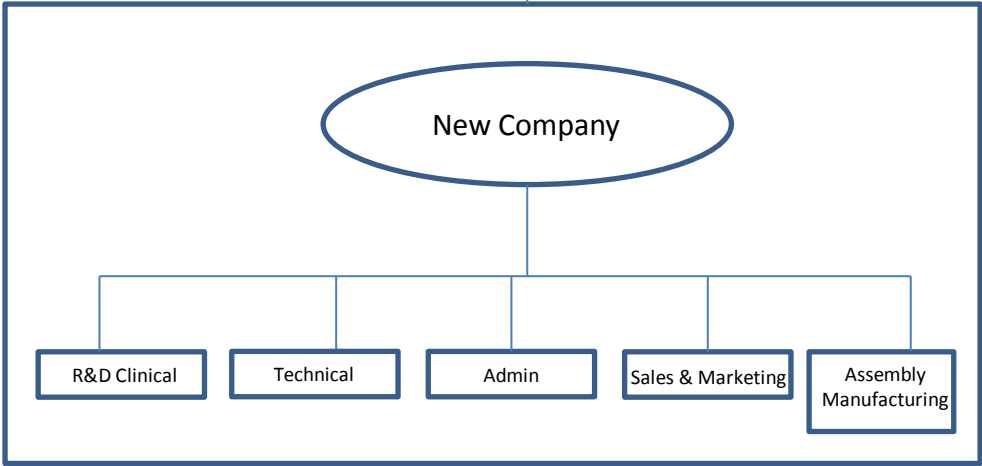 New Company
R&D Clinical
Technical
Admin
Sales & Marketing
Assembly
Manufacturing